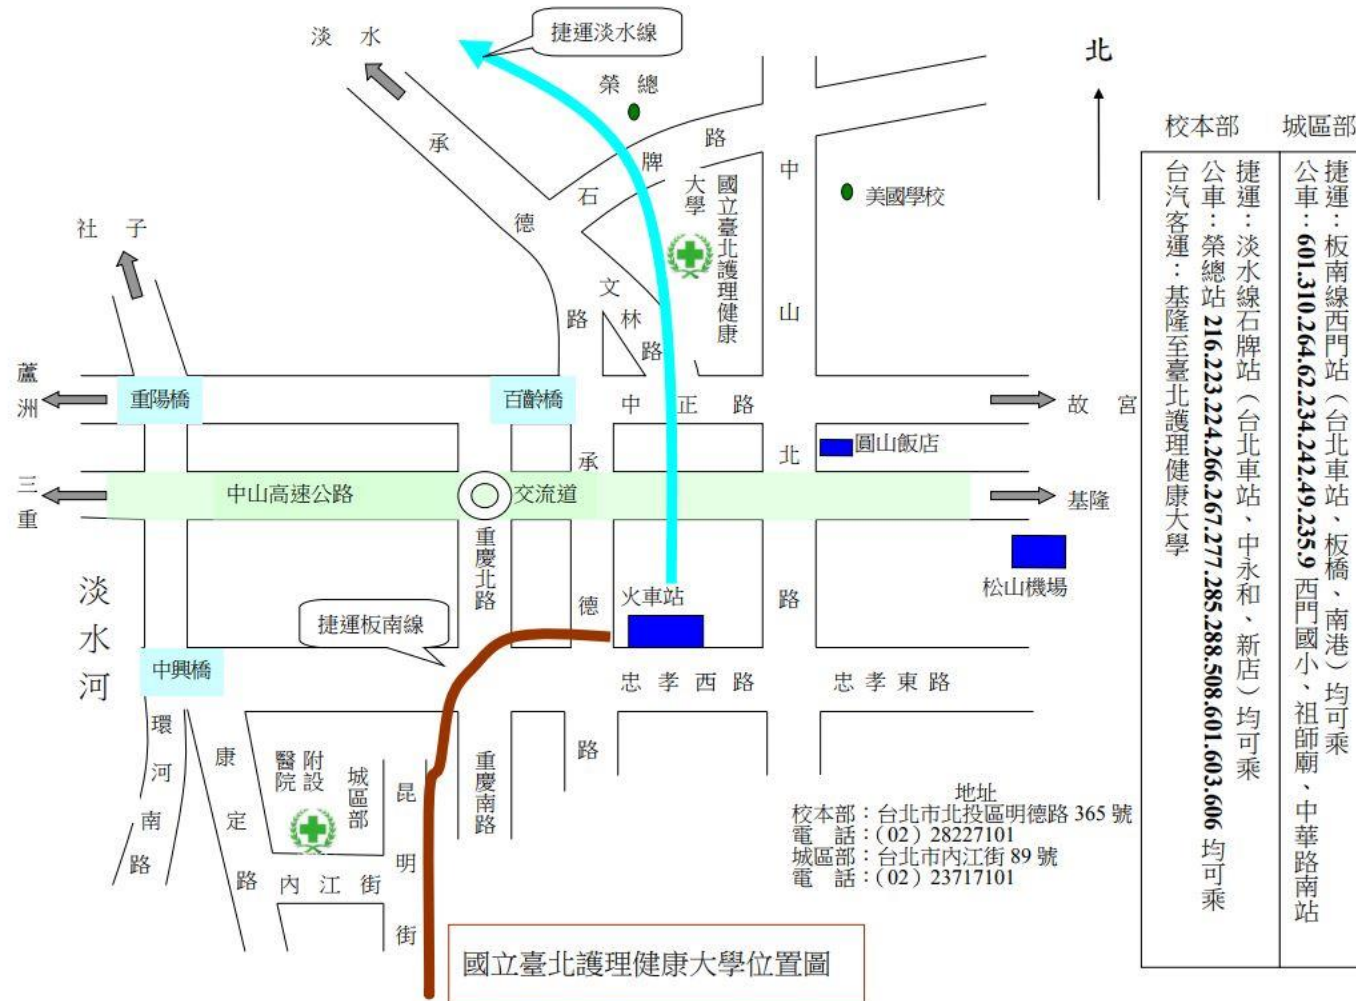 捷運淡水線
淡水
榮總
北
承德路
石牌路
國立臺北護理健康
大學
中山北路
美國學校
社子
文林路
蘆洲
重陽橋
百齡橋
中正路
故宮
圓山飯店
三重
中山高速公路
交流道
基隆
承德路
重慶北路
松山機場
火車站
淡水河
捷運板南線
中興橋
忠孝西路
忠孝東路
環河南路
康定路
附設
醫院
城區部
昆明街
重慶南路
內江街
地址
校本部：台北市北投區明德路 365 號
電 話：(02) 28227101
城區部：台北市內江街 89 號
電 話：(02) 23717101
國立臺北護理健康大學位置圖
城區部
捷運：板南線西門站（台北車站、板橋、南港）均可乘
公車：601.310.264.62.234.242.49.235.9 西門國小、祖師廟、中華路南站
校本部
捷運：淡水線石牌站（台北車站、中永和、新店）均可乘
公車：榮總站 216.223.224.266.267.277.285.288.508.601.603.606 均可乘
台汽客運：基隆至臺北護理健康大學